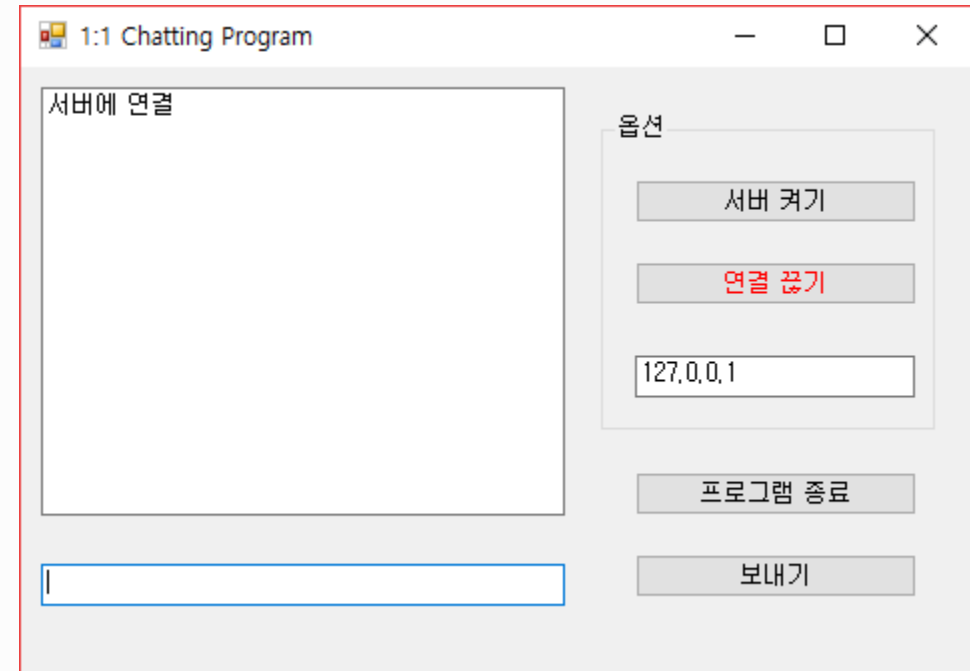 1:1 Chatting Program
서버에 연결
옵션
서버 켜기
연결 끊기
127.0.0.1
프로그램 종료
보내기